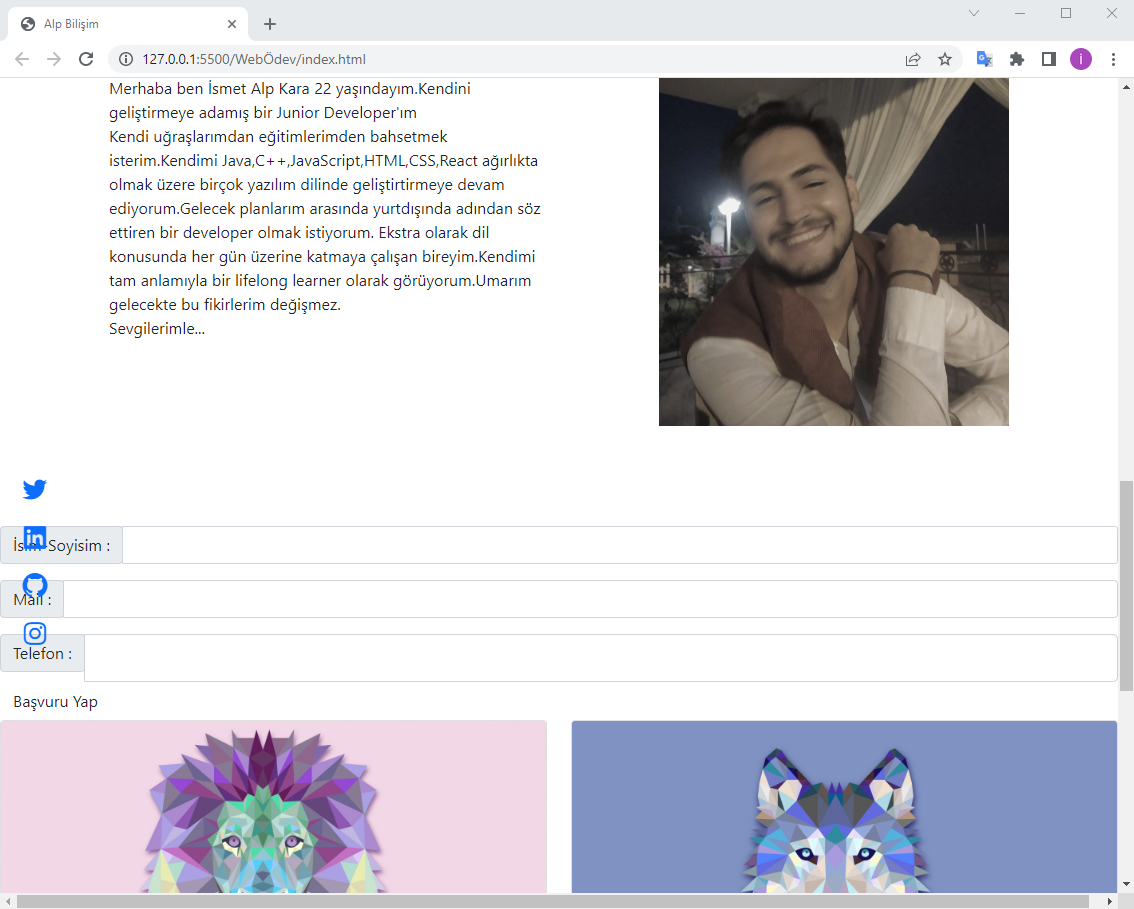 Alp Bilişim
127.0.0.1:5500/WebÖdev/index.html
i
Merhaba ben İsmet Alp Kara 22 yaşındayım.Kendini
geliştirmeye adamış bir Junior Developer'ım
Kendi uğraşlarımdan eğitimlerimden bahsetmek
isterim.Kendimi Java,C++,JavaScript,HTML,CSS,React ağırlıkta
olmak üzere birçok yazılım dilinde geliştirtirmeye devam
ediyorum.Gelecek planlarım arasında yurtdışında adından söz
ettiren bir developer olmak istiyorum. Ekstra olarak dil
konusunda her gün üzerine katmaya çalışan bireyim.Kendimi
tam anlamıyla bir lifelong learner olarak görüyorum.Umarım
gelecekte bu fikirlerim değişmez.
Sevgilerimle...
in
İsim-Soyisim :
Mail :
Telefon :
Başvuru Yap